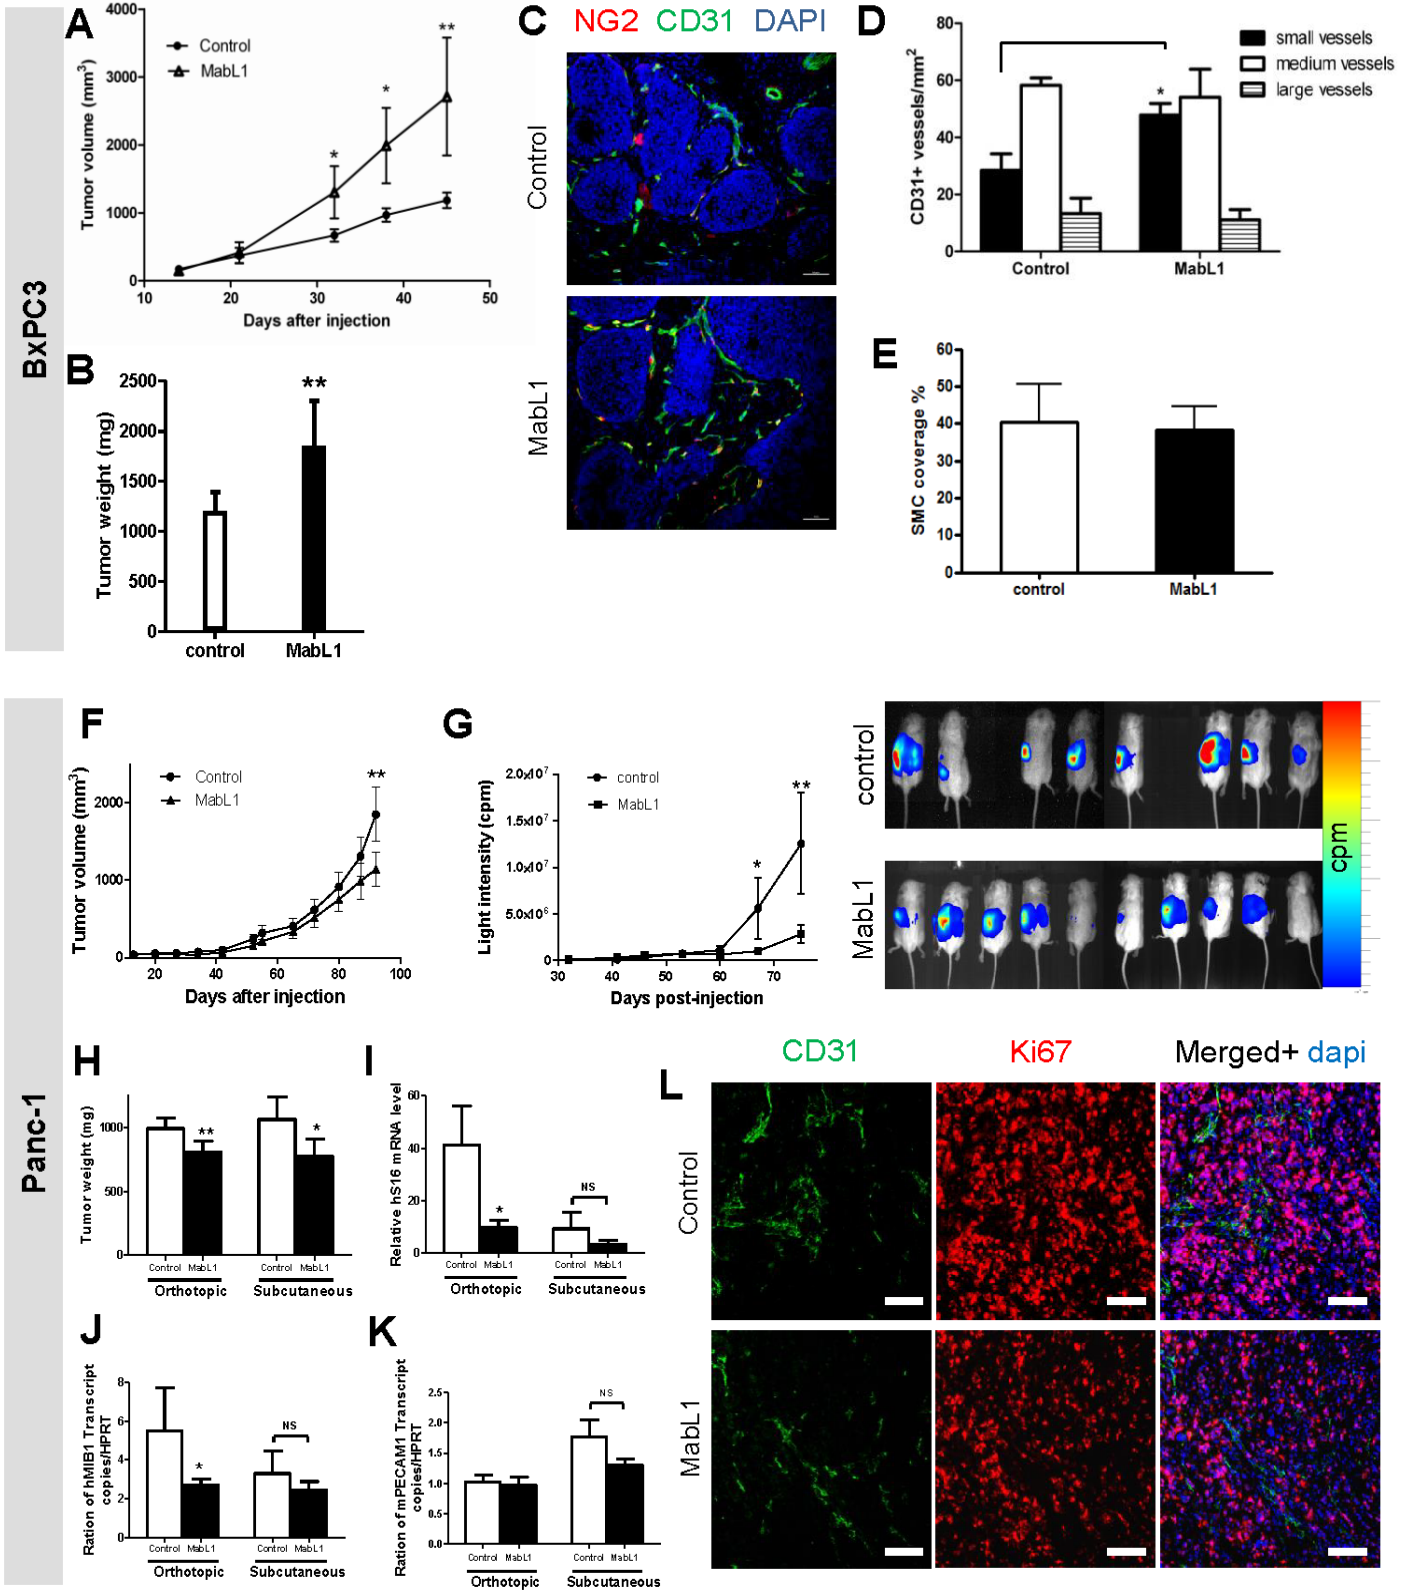 BxPC3
A
Tumor volume (mm3)
4000
3000
2000
1000
0
Control
MabL1
*
*
**
10
20
30
40
50
Days after injection
B
Tumor weight (mg)
2500
2000
1500
1000
500
0
**
control
MabL1
C
NG2 CD31 DAPI
Control
MabL1
D
CD31+ vessels/mm2
80
60
40
20
0
*
small vessels
medium vessels
large vessels
Control
MabL1
E
SMC coverage %
60
50
40
30
20
10
0
control
MabL1
Panc-1
F
Tumor volume (mm3)
2000
1000
0
Control
MabL1
**
20
40
60
80
100
Days after injection
G
Light intensity (cpm)
2.0x107
1.5x107
1.0x107
5.0x106
0
control
MabL1
*
**
30
40
50
60
70
Days post-injection
control
MabL1
cpm
H
Tumor weight (mg)
1000
500
0
**
*
Control MabL1 Control MabL1
Orthotopic Subcutaneous
I
Relative hS16 mRNA level
60
40
20
0
*
NS
Control MabL1 Control MabL1
Orthotopic Subcutaneous
J
Ration of hMIB1 Transcript
copies/HPRT
8
6
4
2
0
*
NS
Control MabL1 Control MabL1
Orthotopic Subcutaneous
K
Ration of mPECAM1 Transcript
copies/HPRT
2.5
2.0
1.5
1.0
0.5
0.0
NS
Control MabL1 Control MabL1
Orthotopic Subcutaneous
L
CD31 Ki67 Merged+ dapi
Control
MabL1